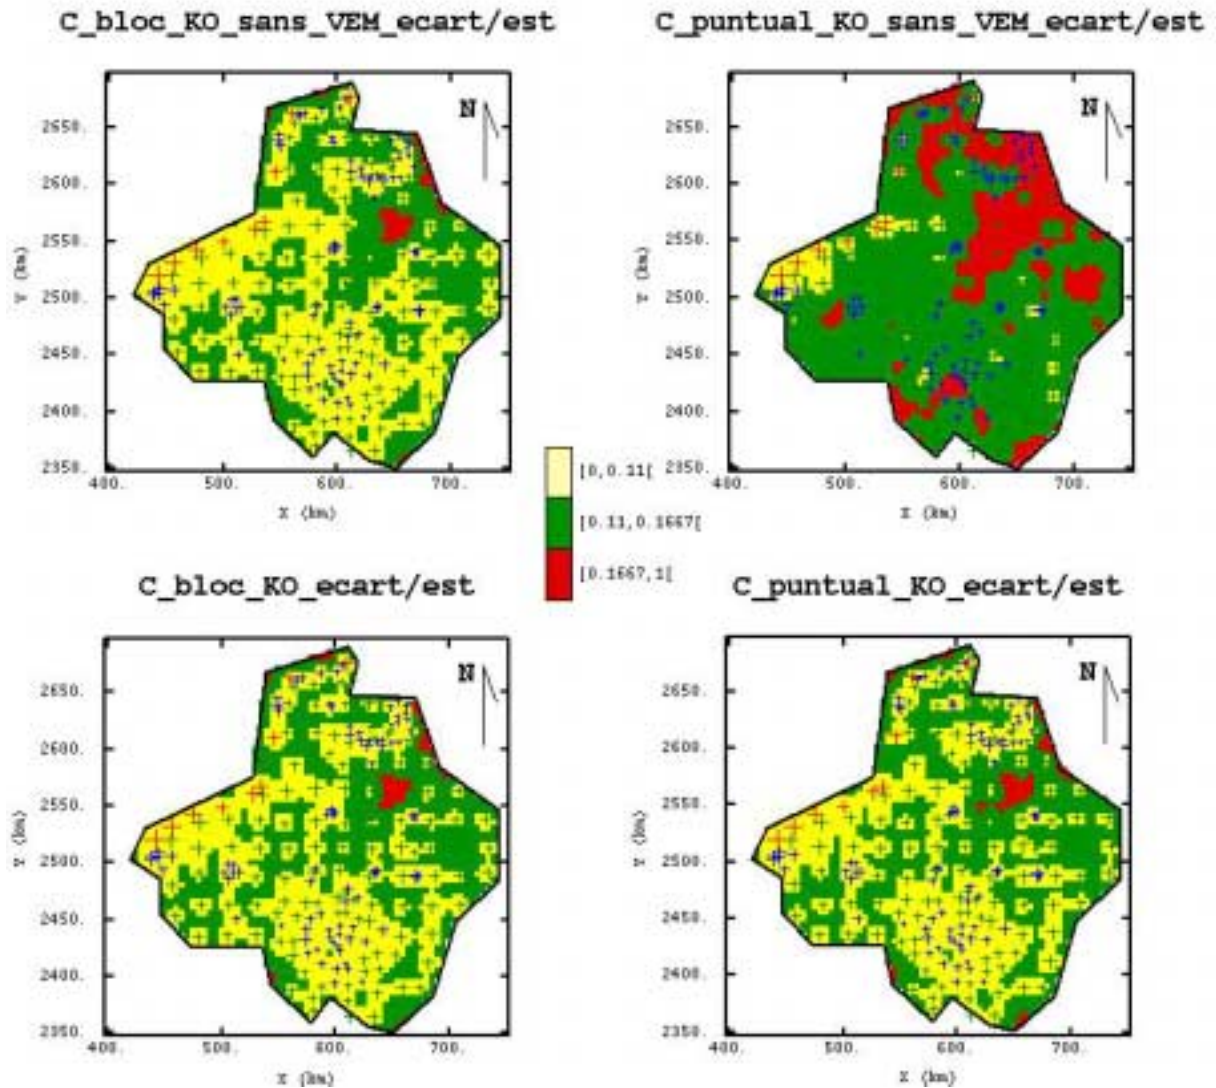 C_bloc_KO_sans_VEM_ecart/est
C_puntual_KO_sans_VEM_ecart/est
N
N
2650.
2600.
2550.
2500.
2450.
2400.
2350.
Y (km)
400. 500. 600. 700.
X (km)
2650.
2600.
2550.
2500.
2450.
2400.
2350.
Y (km)
400. 500. 600. 700.
X (km)
[0,0.11[
[0.11,0.1667[
[0.1667,1[
C_bloc_KO_ecart/est
C_puntual_KO_ecart/est
N
N
2650.
2600.
2550.
2500.
2450.
2400.
2350.
Y (km)
400. 500. 600. 700.
X (km)
2650.
2600.
2550.
2500.
2450.
2400.
2350.
Y (km)
400. 500. 600. 700.
X (km)